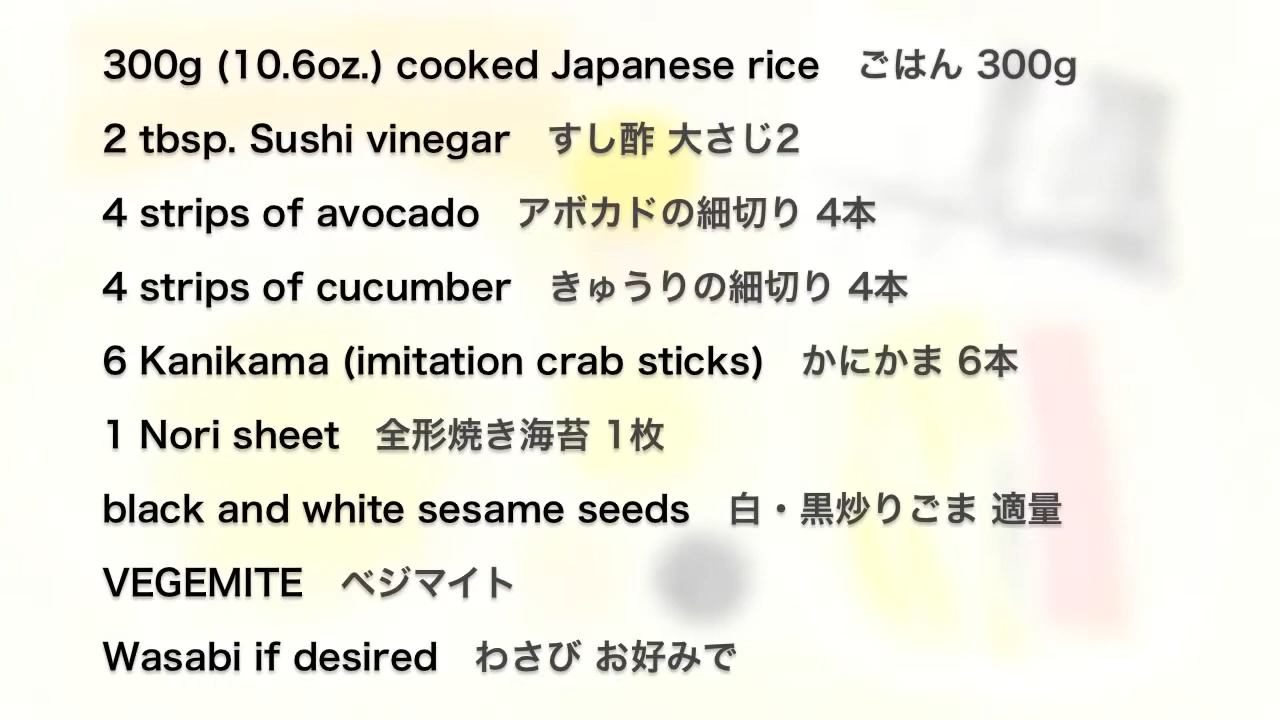 300g (10.6oz.) cooked Japanese rice　ごはん 300g
2 tbsp. Sushi vinegar　すし酢 大さじ2
4 strips of avocado　アボカドの細切り 4本
4 strips of cucumber　きゅうりの細切り 4本
6 Kanikama (imitation crab sticks)　かにかま 6本
1 Nori sheet　全形焼き海苔 1枚
black and white sesame seeds　白・黒炒りごま 適量
VEGEMITE　ベジマイト
Wasabi if desired　わさび お好みで